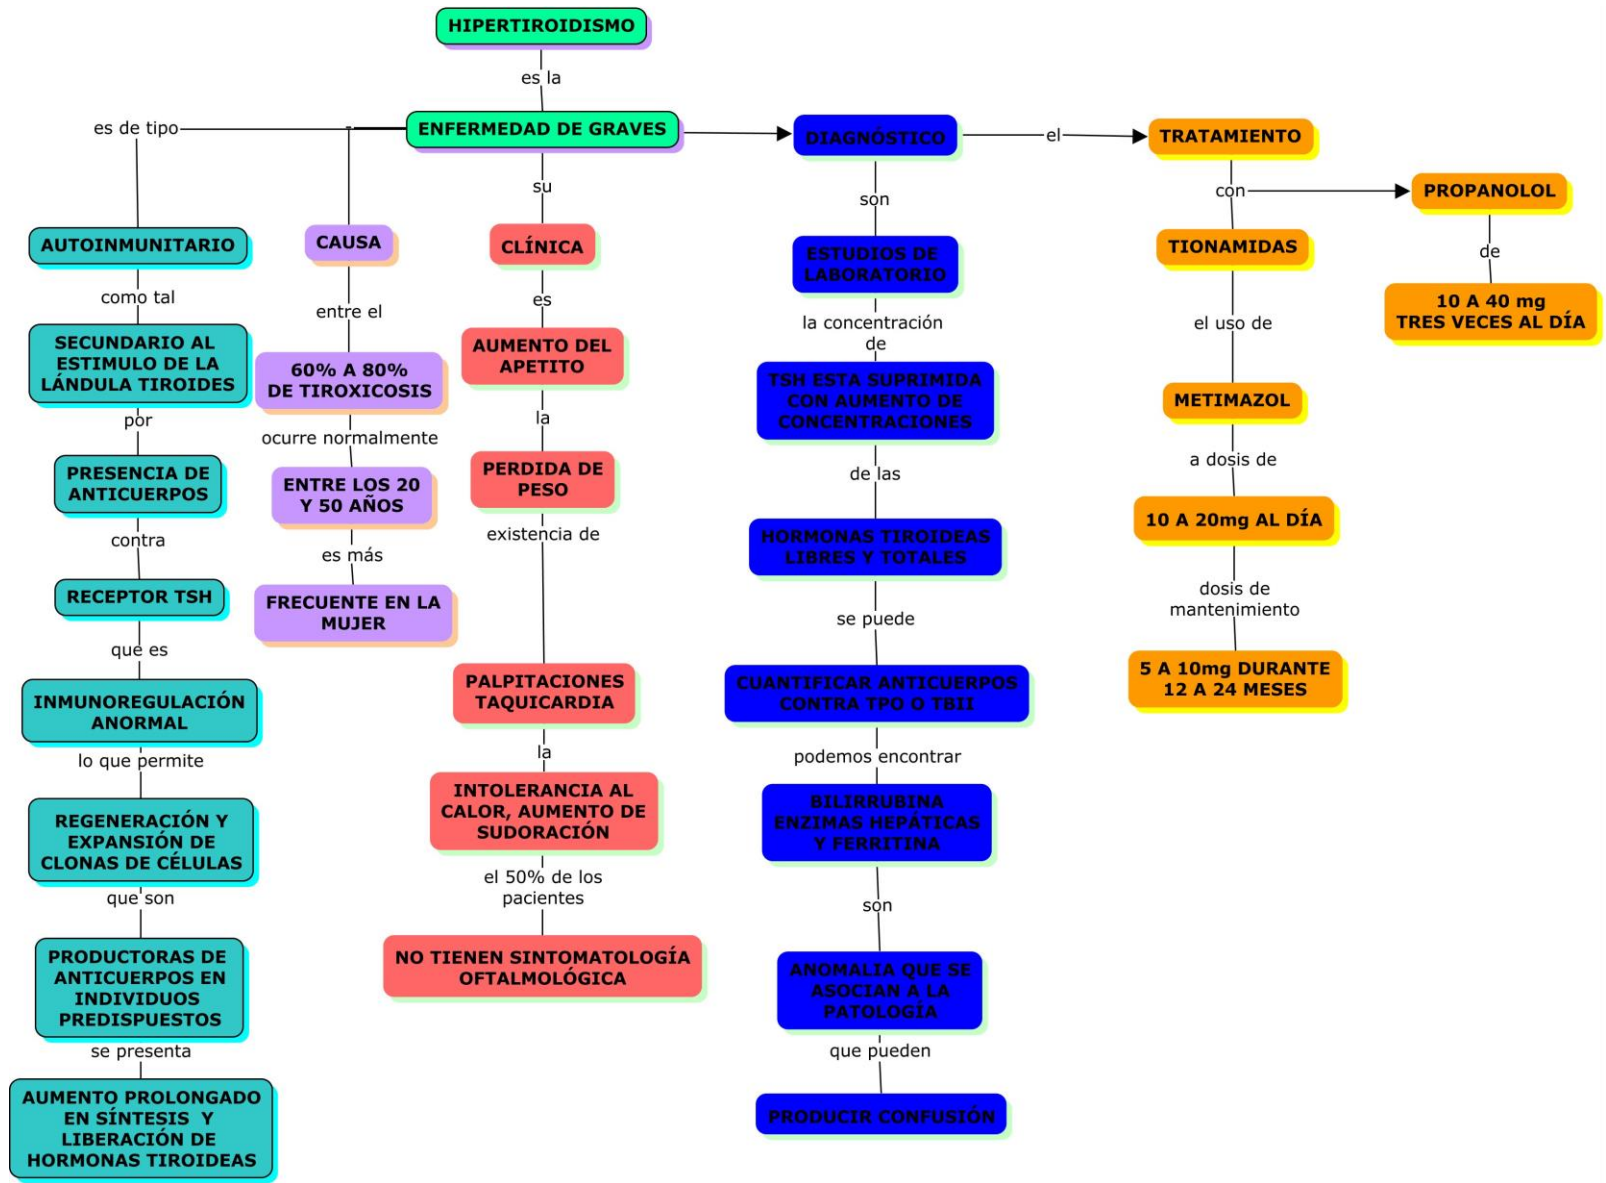 HIPERTIROIDISMO
es la
ENFERMEDAD DE GRAVES
es de tipo
AUTOINMUNITARIO
como tal
SECUNDARIO AL
ESTIMULO DE LA
LÁNDULA TIROIDES
por
PRESENCIA DE
ANTICUERPOS
contra
RECEPTOR TSH
que es
INMUNOREGULACIÓN
ANORMAL
lo que permite
REGENERACIÓN Y
EXPANSIÓN DE
CLONAS DE CÉLULAS
que son
PRODUCTORAS DE
ANTICUERPOS EN
INDIVIDUOS
PREDISPUESTOS
se presenta
AUMENTO PROLONGADO
EN SÍNTESIS Y
LIBERACIÓN DE
HORMONAS TIROIDEAS
CAUSA
entre el
60% A 80%
DE TIROXICOSIS
ocurre normalmente
ENTRE LOS 20
Y 50 AÑOS
es más
FRECUENTE EN LA
MUJER
su
CLÍNICA
es
AUMENTO DEL
APETITO
la
PERDIDA DE
PESO
existencia de
PALPITACIONES
TAQUICARDIA
la
INTOLERANCIA AL
CALOR, AUMENTO DE
SUDORACIÓN
el 50% de los
pacientes
NO TIENEN SINTOMATOLOGÍA
OFTALMOLÓGICA
DIAGNÓSTICO
son
ESTUDIOS DE
LABORATORIO
la concentración
de
TSH ESTA SUPRIMIDA
CON AUMENTO DE
CONCENTRACIONES
de las
HORMONAS TIROIDEAS
LIBRES Y TOTALES
se puede
CUANTIFICAR ANTICUERPOS
CONTRA TPO O TBII
podemos encontrar
BILIRRUBINA
ENZIMAS HEPÁTICAS
Y FERRITINA
son
ANOMALIA QUE SE
ASOCIAN A LA
PATOLOGÍA
que pueden
PRODUCIR CONFUSIÓN
el
TRATAMIENTO
con
TIONAMIDAS
el uso de
METIMAZOL
a dosis de
10 A 20mg AL DÍA
dosis de
mantenimiento
5 A 10mg DURANTE
12 A 24 MESES
PROPANOLOL
de
10 A 40 mg
TRES VECES AL DÍA